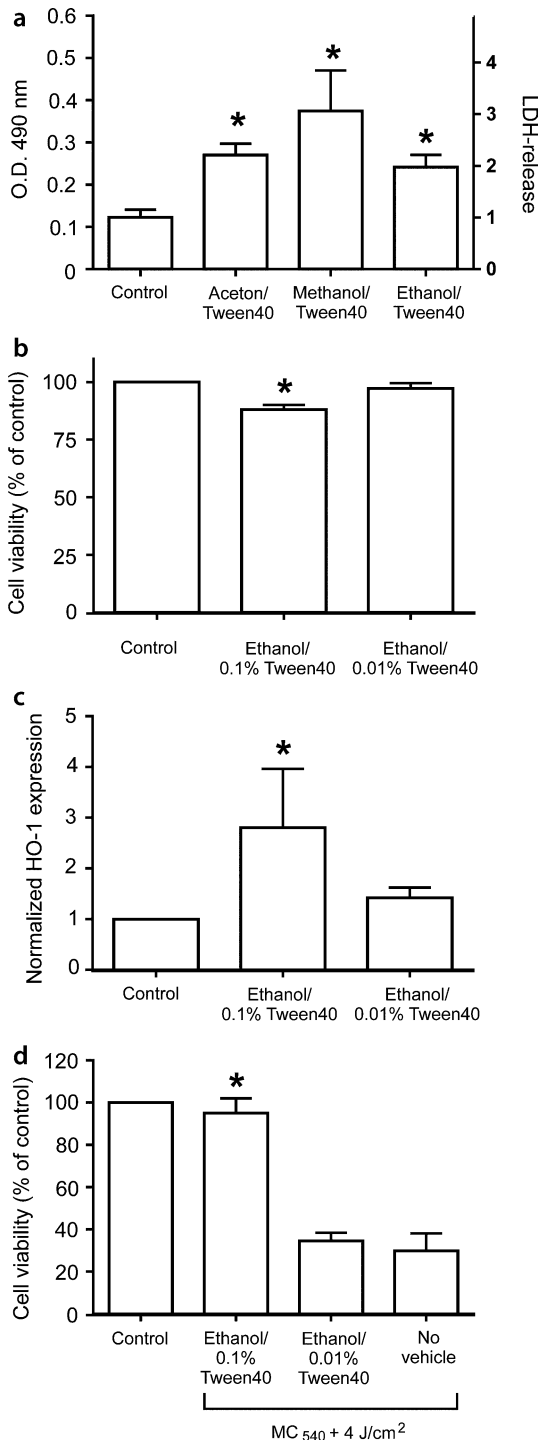 a
O.D. 490 nm
0.6
0.5
0.4
0.3
0.2
0.1
0
*
*
*
4
3
2
1
0
LDH-release
Control
Aceton/
Tween40
Methanol/
Tween40
Ethanol/
Tween40
b
Cell viability (% of control)
100
75
50
25
0
*
Control
Ethanol/
0.1% Tween40
Ethanol/
0.01% Tween40
c
Normalized HO-1 expression
5
4
3
2
1
0
*
Control
Ethanol/
0.1% Tween40
Ethanol/
0.01% Tween40
d
Cell viability (% of control)
120
100
80
60
40
20
0
*
Control
Ethanol/
0.1%
Tween40
Ethanol/
0.01%
Tween40
No
vehicle
MC 540 + 4 J/cm²